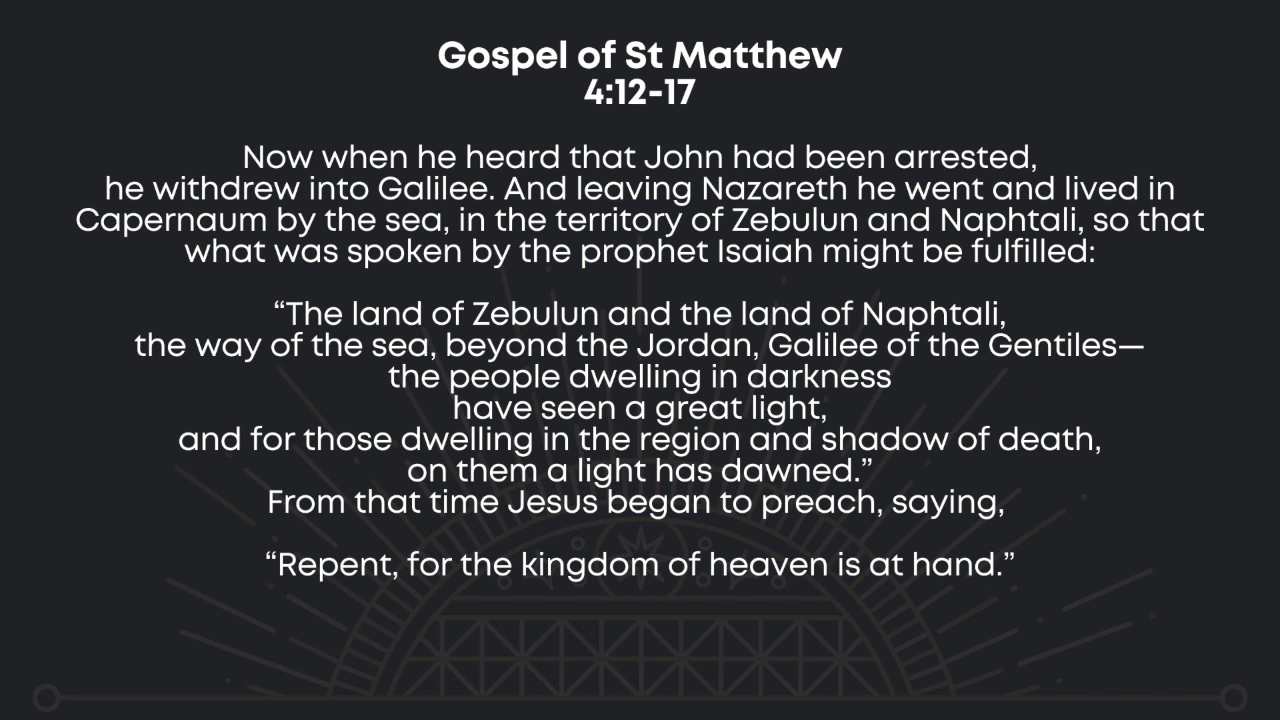 Gospel of St Matthew
4:12-17
Now when he heard that John had been arrested,
he withdrew into Galilee. And leaving Nazareth he went and lived in
Capernaum by the sea, in the territory of Zebulun and Naphtali, so that
what was spoken by the prophet Isaiah might be fulfilled:
“The land of Zebulun and the land of Naphtali,
the way of the sea, beyond the Jordan, Galilee of the Gentiles—
the people dwelling in darkness
have seen a great light,
and for those dwelling in the region and shadow of death,
on them a light has dawned.”
From that time Jesus began to preach, saying,
“Repent, for the kingdom of heaven is at hand.”